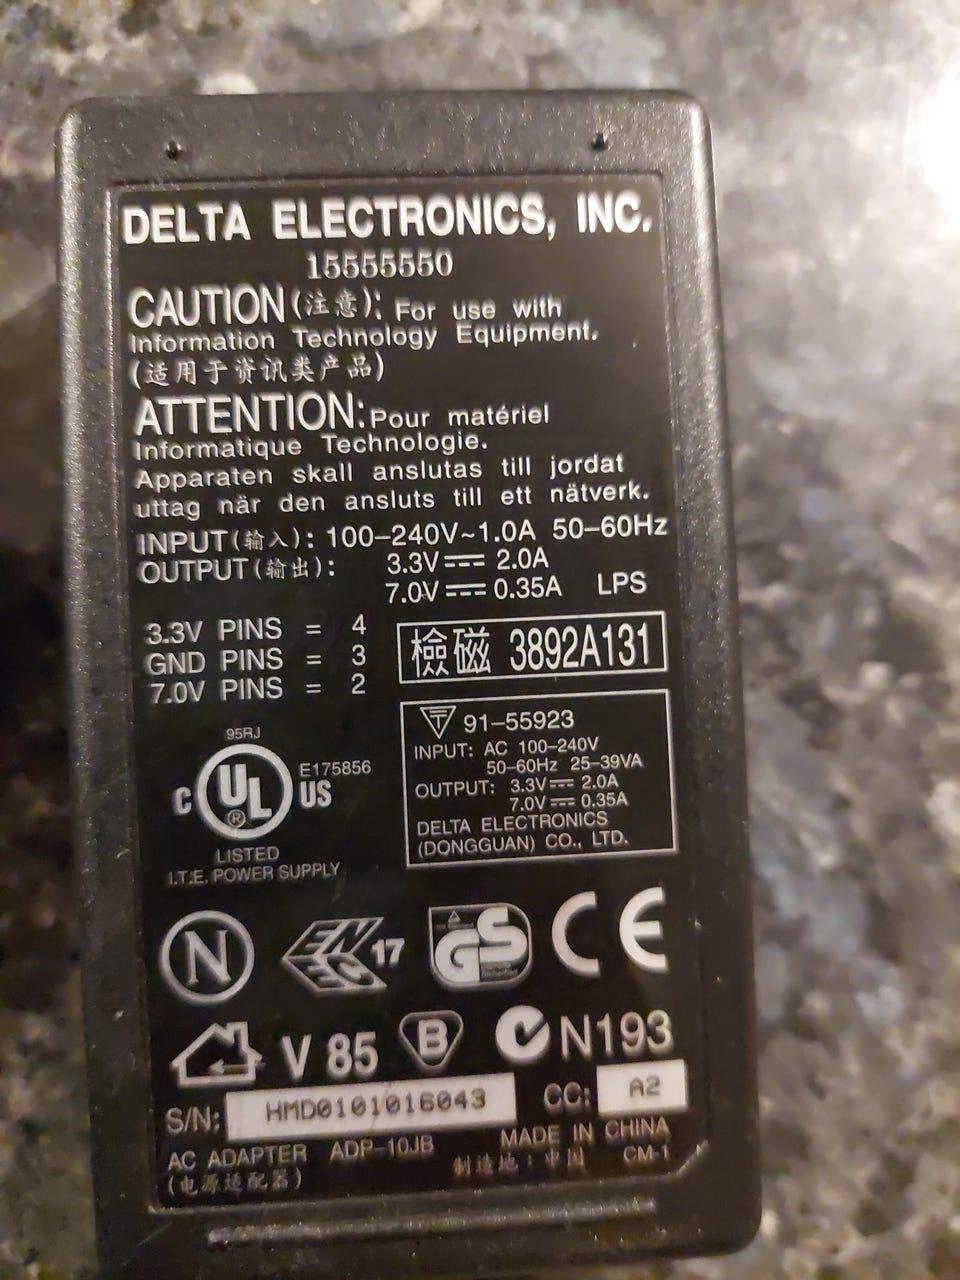 DELTA ELECTRONICS, INC.
15555550
CAUTION(注意): For use with
Information Technology Equipment.
(适用于资讯类产品)
ATTENTION: Pour matériel
Informatique Technologie.
Apparaten skall anslutas till jordat
uttag när den ansluts till ett nätverk.
INPUT(输入): 100-240V~1.0A 50-60Hz
OUTPUT(输出): 3.3V⎓ 2.0A
7.0V⎓ 0.35A LPS
3.3V PINS = 4
GND PINS = 3
7.0V PINS = 2
檢磁 3892A131
95RJ
C UL US ®
E175856
LISTED
I.T.E. POWER SUPPLY
T 91-55923
INPUT: AC 100-240V
50-60Hz 25-39VA
OUTPUT: 3.3V⎓ 2.0A
7.0V⎓ 0.35A
DELTA ELECTRONICS
(DONGGUAN) CO., LTD.
N EN EC 17 GS CE
V 85 B N193
S/N: HMD0101016043 CC: A2
AC ADAPTER ADP-10JB MADE IN CHINA
(电源适配器) 制造地：中国 CM-1